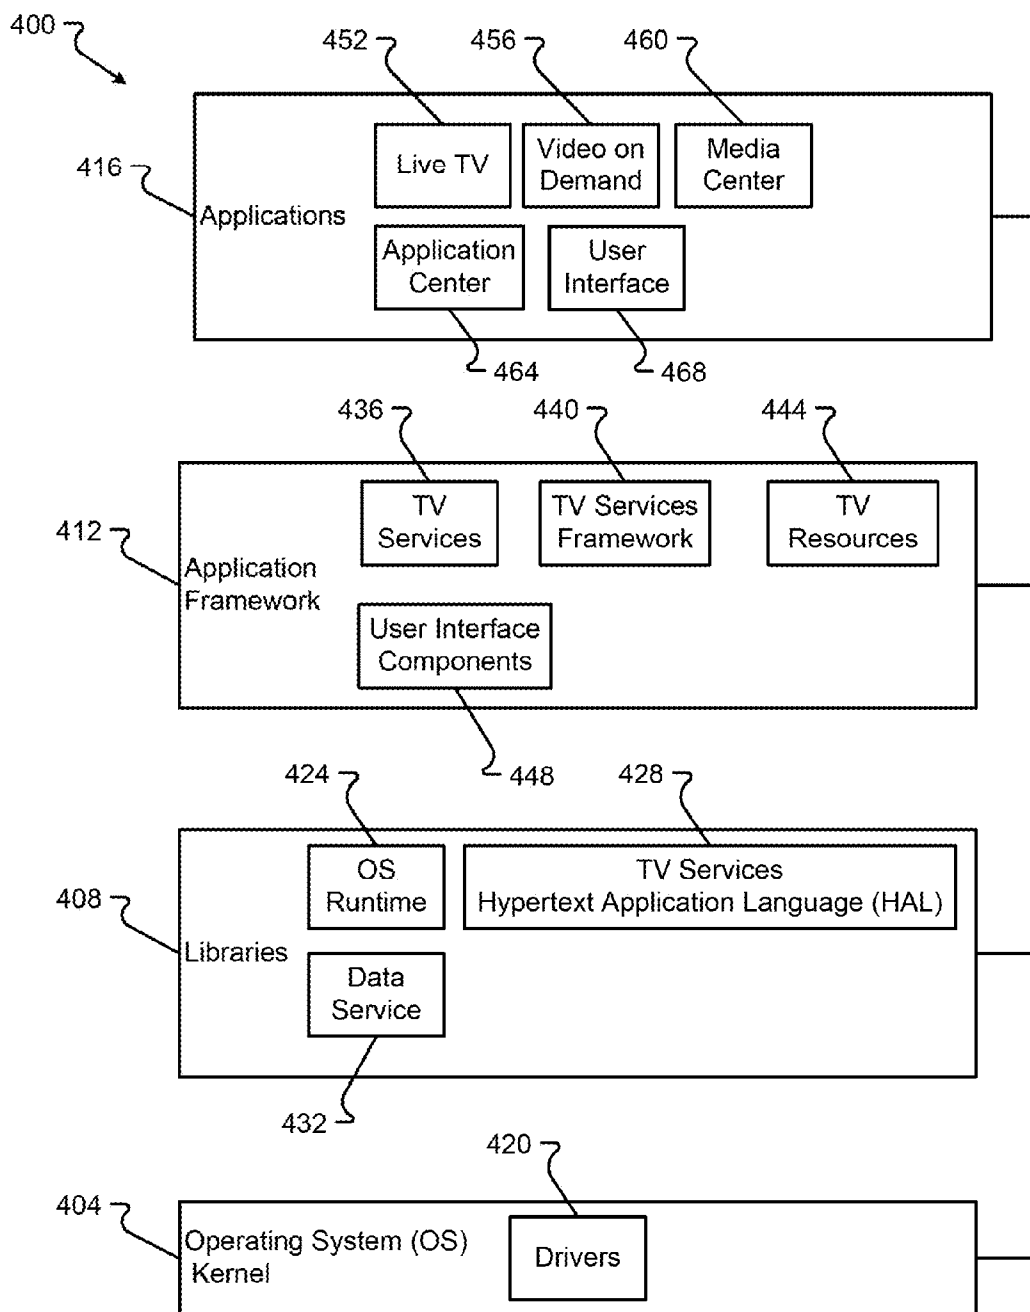 400
452
456
460
416
Applications
Live TV
Video on
Demand
Media
Center
Application
Center
User
Interface
464
468
436
440
444
412
Application
Framework
TV
Services
TV Services
Framework
TV
Resources
User Interface
Components
448
424
428
408
Libraries
OS
Runtime
TV Services
Hypertext Application Language (HAL)
Data
Service
432
420
404
Operating System (OS)
Kernel
Drivers